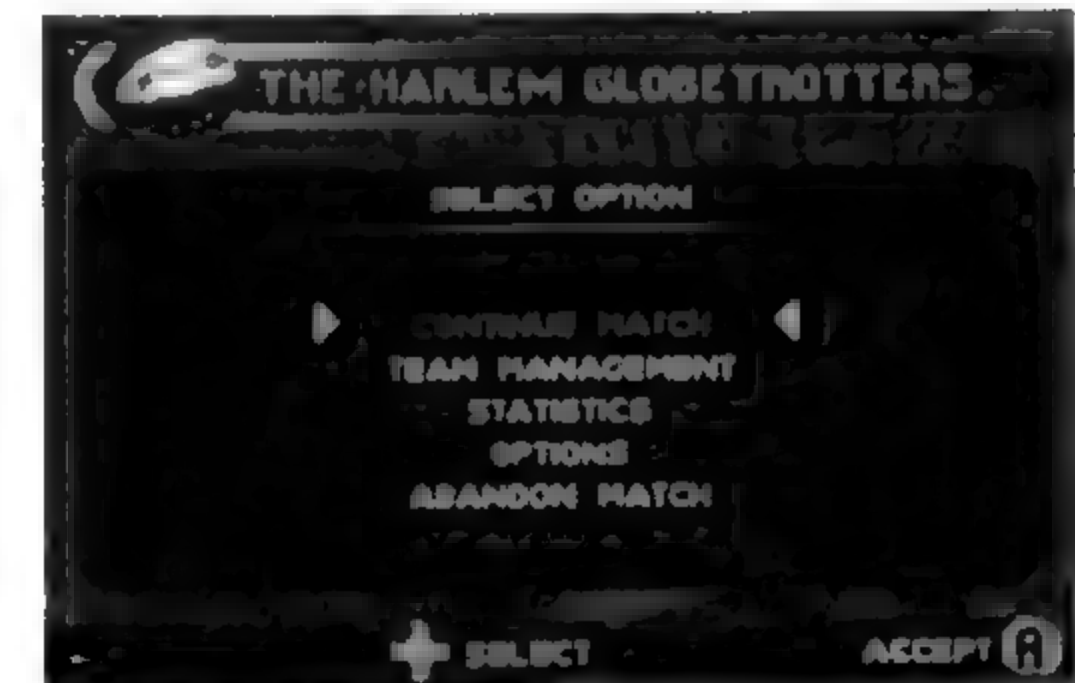 THE HARLEM GLOBETROTTERS
SELECT OPTION
CONTINUE MATCH
TEAM MANAGEMENT
STATISTICS
OPTIONS
ABANDON MATCH
SELECT
ACCEPT A